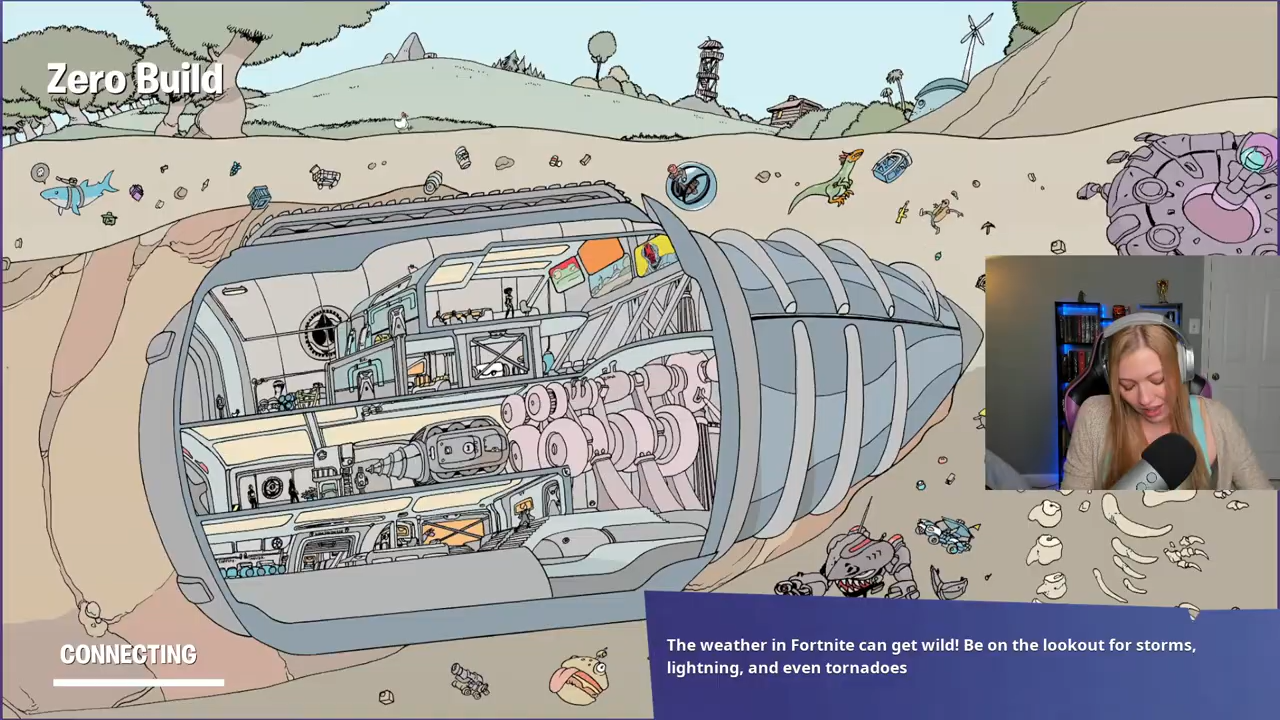 Zero Build
CONNECTING
The weather in Fortnite can get wild! Be on the lookout for storms,
lightning, and even tornadoes